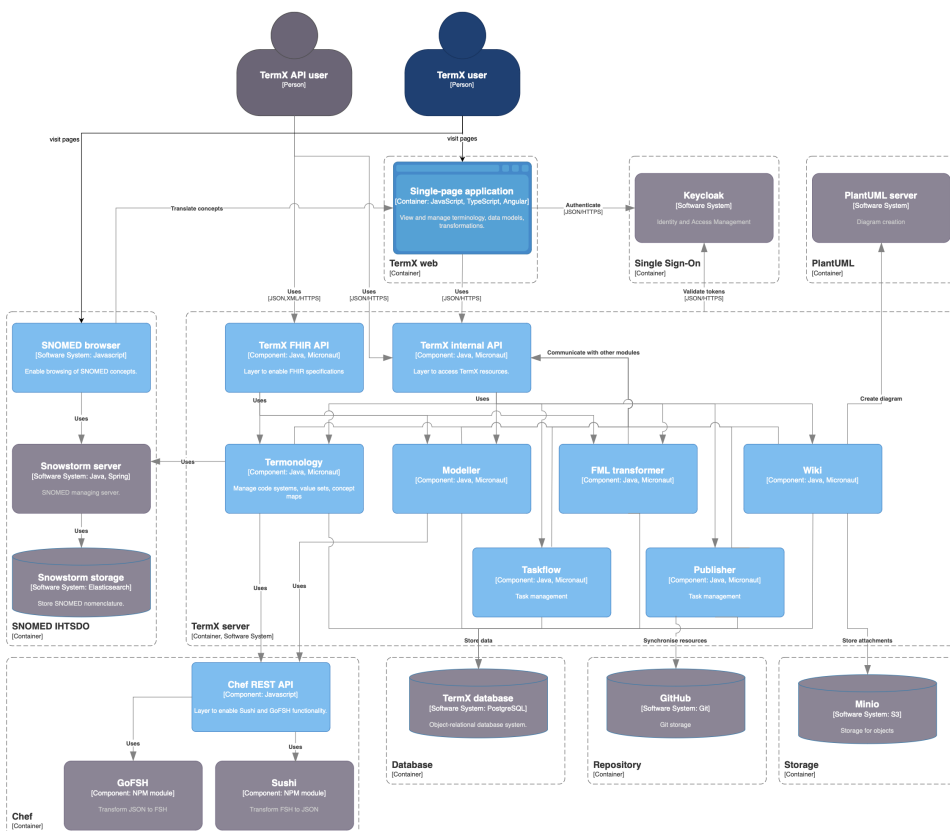 TermX API user
[Person]
TermX user
[Person]
visit pages
visit pages
Single-page application
[Container: JavaScript, TypeScript, Angular]
View and manage terminology, data models,
transformations.
TermX web
[Container]
Translate concepts
Authenticate
[JSON/HTTPS]
Keycloak
[Software System]
Identity and Access Management
Single Sign-On
[Container]
PlantUML server
[Software System]
Diagram creation
PlantUML
[Container]
Uses
[JSON,XML/HTTPS]
Uses
[JSON/HTTPS]
Uses
[JSON/HTTPS]
Validate tokens
[JSON/HTTPS]
SNOMED browser
[Software System: Javascript]
Enable browsing of SNOMED concepts.
TermX FHIR API
[Component: Java, Micronaut]
Layer to enable FHIR specifications
TermX internal API
[Component: Java, Micronaut]
Layer to access TermX resources.
Communicate with other modules
Create diagram
Uses
Uses
Uses
Snowstorm server
[Software System: Java, Spring]
SNOMED managing server.
Uses
Termonology
[Component: Java, Micronaut]
Manage code systems, value sets, concept
maps
Modeller
[Component: Java, Micronaut]
FML transformer
[Component: Java, Micronaut]
Wiki
[Component: Java, Micronaut]
Uses
Snowstorm storage
[Software System: Elasticsearch]
Store SNOMED nomenclature.
SNOMED IHTSDO
[Container]
Taskflow
[Component: Java, Micronaut]
Task management
Publisher
[Component: Java, Micronaut]
Task management
Uses
Uses
TermX server
[Container, Software System]
Store data
Synchronise resources
Store attachments
Chef REST API
[Component: Javascript]
Layer to enable Sushi and GoFSH functionality.
TermX database
[Software System: PostgreSQL]
Object-relational database system.
Database
[Container]
GitHub
[Software System: Git]
Git storage
Repository
[Container]
Minio
[Software System: S3]
Storage for objects
Storage
[Container]
Uses
Uses
GoFSH
[Component: NPM module]
Transform JSON to FSH
Sushi
[Component: NPM module]
Transform FSH to JSON
Chef
[Container]